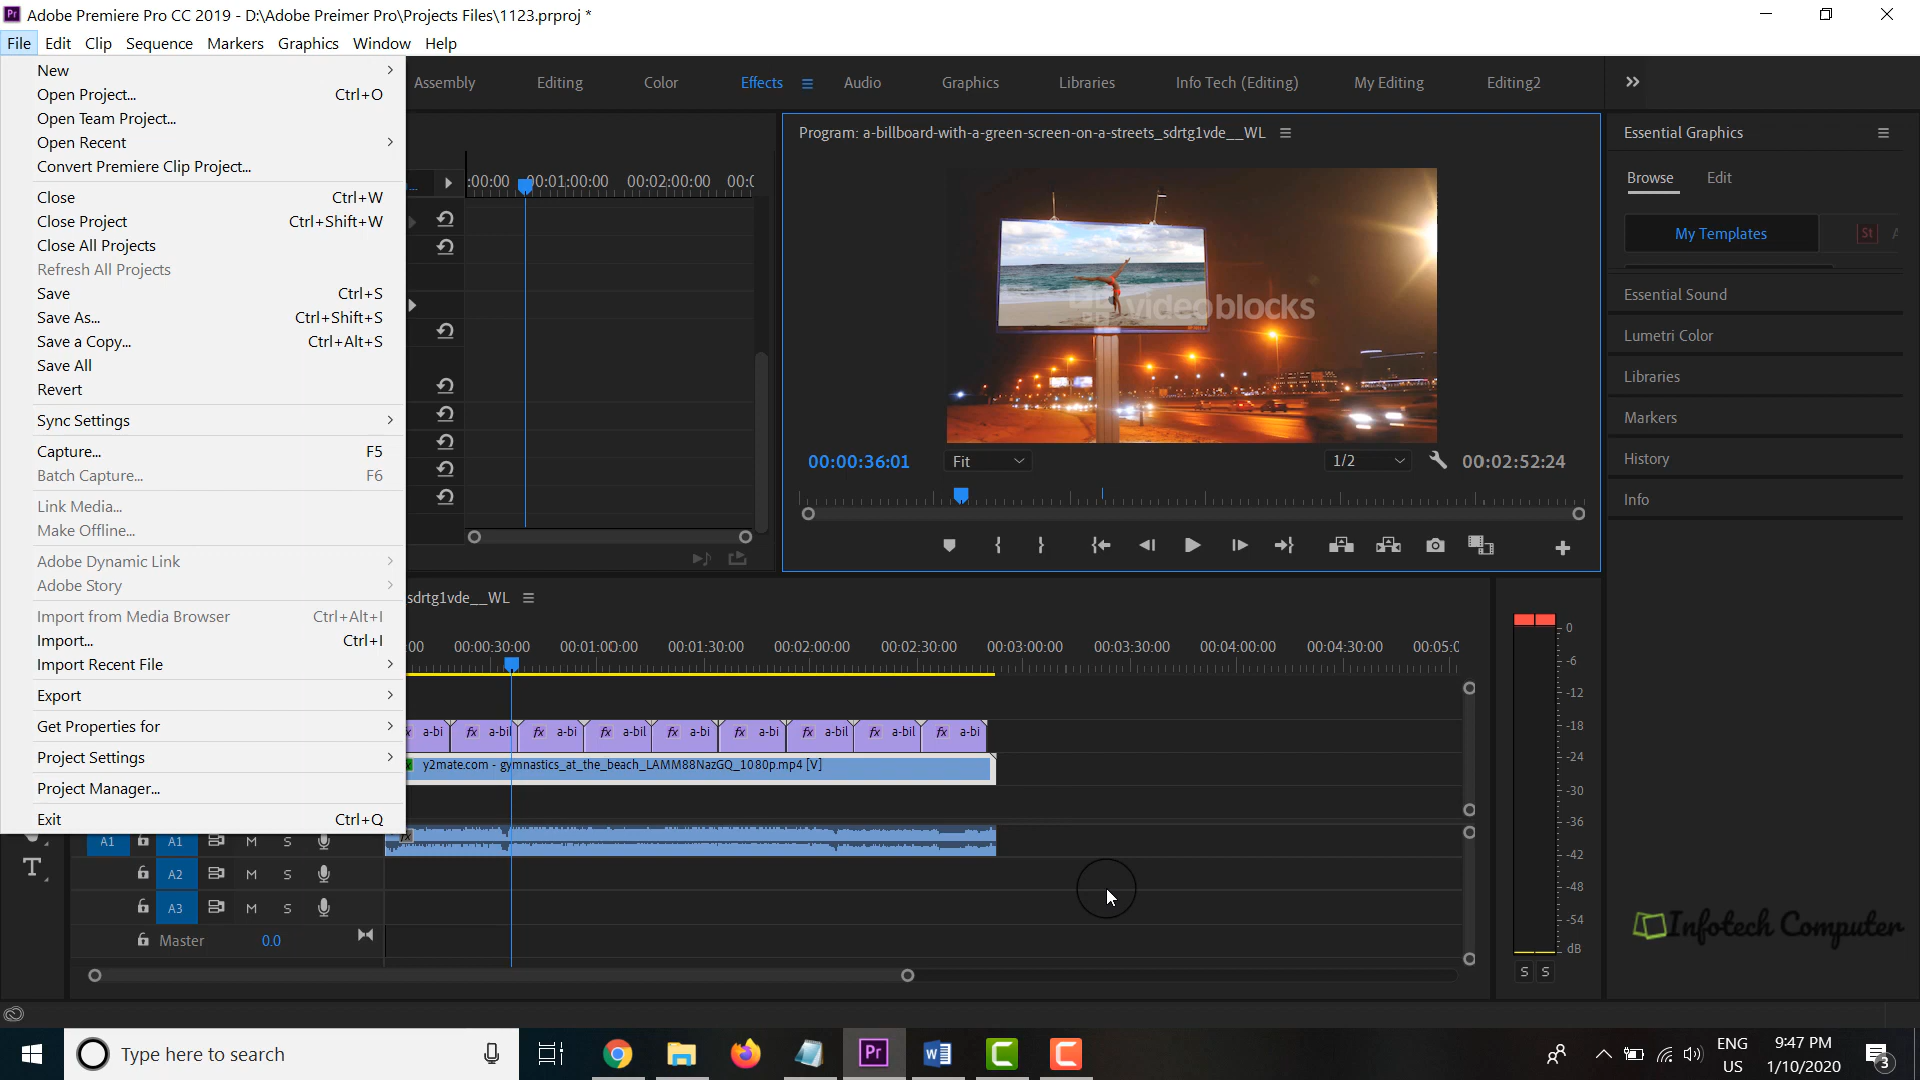 Adobe Premiere Pro CC 2019 - D:\Adobe Preimer Pro\Projects Files\1123.prproj *
File Edit Clip Sequence Markers Graphics Window Help
Assembly Editing Color Effects Audio Graphics Libraries Info Tech (Editing) My Editing Editing2
New
Open Project... Ctrl+O
Open Team Project...
Open Recent
Convert Premiere Clip Project...
Close Ctrl+W
Close Project Ctrl+Shift+W
Close All Projects
Refresh All Projects
Save Ctrl+S
Save As... Ctrl+Shift+S
Save a Copy... Ctrl+Alt+S
Save All
Revert
Sync Settings
Capture... F5
Batch Capture... F6
Link Media...
Make Offline...
Adobe Dynamic Link
Adobe Story
Import from Media Browser Ctrl+Alt+I
Import... Ctrl+I
Import Recent File
Export
Get Properties for
Project Settings
Project Manager...
Exit Ctrl+Q
:00:00 00:01:00:00 00:02:00:00 00:(
Program: a-billboard-with-a-green-screen-on-a-streets_sdrtg1vde__WL
videoblocks
00:00:36:01 Fit 1/2 00:02:52:24
Essential Graphics
Browse Edit
My Templates St
Essential Sound
Lumetri Color
Libraries
Markers
History
Info
sdrtg1vde__WL
:00 00:00:30:00 00:01:00:00 00:01:30:00 00:02:00:00 00:02:30:00 00:03:00:00 00:03:30:00 00:04:00:00 00:04:30:00 00:05:0
a-bi fx a-bil fx a-bi fx a-bil fx a-bi fx a-bi fx a-bil fx a-bil fx a-bi
y2mate.com - gymnastics_at_the_beach_LAMM88NazGQ_1080p.mp4 [V]
A1 A1 M S fx
A2 M S
A3 M S
Master 0.0
T
0
-6
-12
-18
-24
-30
-36
-42
-48
-54
dB
S S
Infotech Computer
Type here to search
Pr
ENG
US
9:47 PM
1/10/2020
3